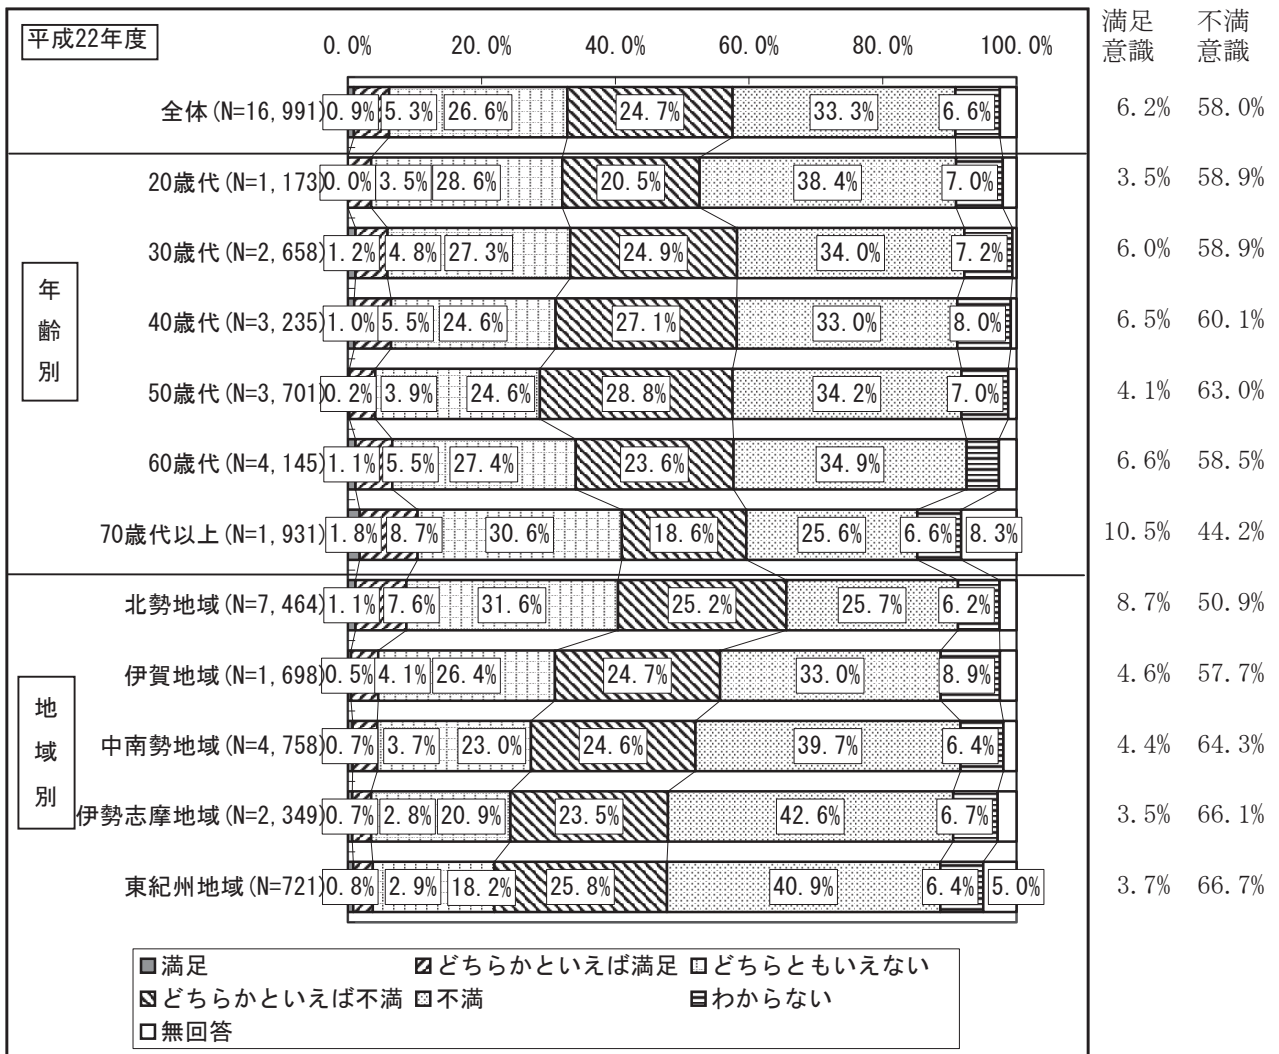 満足 不満
意識 意識
平成22年度
0.0% 20.0% 40.0% 60.0% 80.0% 100.0%
全体(N=16,991) 0.9% 5.3% 26.6% 24.7% 33.3% 6.6% 6.2% 58.0%
年齢別
20歳代(N=1,173) 0.0% 3.5% 28.6% 20.5% 38.4% 7.0% 3.5% 58.9%
30歳代(N=2,658) 1.2% 4.8% 27.3% 24.9% 34.0% 7.2% 6.0% 58.9%
40歳代(N=3,235) 1.0% 5.5% 24.6% 27.1% 33.0% 8.0% 6.5% 60.1%
50歳代(N=3,701) 0.2% 3.9% 24.6% 28.8% 34.2% 7.0% 4.1% 63.0%
60歳代(N=4,145) 1.1% 5.5% 27.4% 23.6% 34.9% 6.6% 58.5%
70歳代以上(N=1,931) 1.8% 8.7% 30.6% 18.6% 25.6% 6.6% 8.3% 10.5% 44.2%
地域別
北勢地域(N=7,464) 1.1% 7.6% 31.6% 25.2% 25.7% 6.2% 8.7% 50.9%
伊賀地域(N=1,698) 0.5% 4.1% 26.4% 24.7% 33.0% 8.9% 4.6% 57.7%
中南勢地域(N=4,758) 0.7% 3.7% 23.0% 24.6% 39.7% 6.4% 4.4% 64.3%
伊勢志摩地域(N=2,349) 0.7% 2.8% 20.9% 23.5% 42.6% 6.7% 3.5% 66.1%
東紀州地域(N=721) 0.8% 2.9% 18.2% 25.8% 40.9% 6.4% 5.0% 3.7% 66.7%
満足 どちらかといえば満足 どちらともいえない
どちらかといえば不満 不満 わからない
無回答